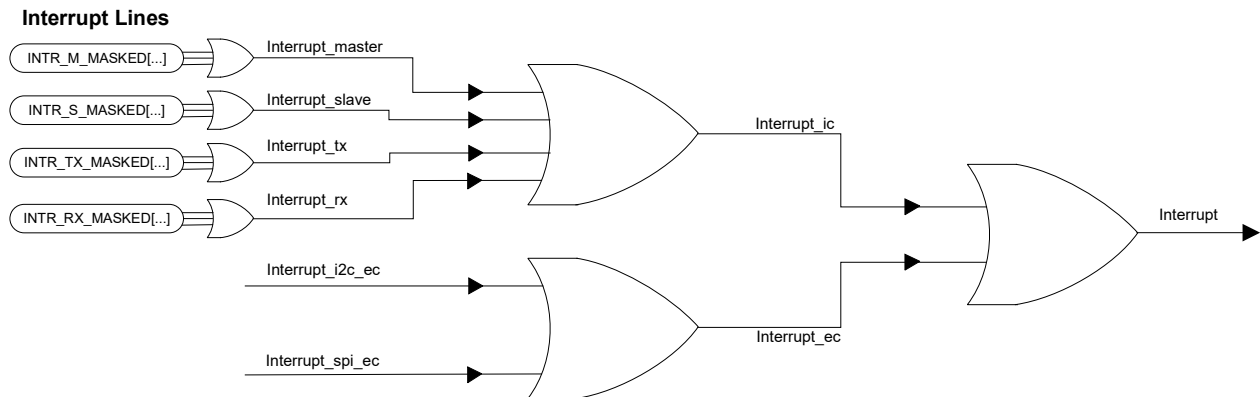 Interrupt Lines
INTR_M_MASKED[...]
Interrupt_master
INTR_S_MASKED[...]
Interrupt_slave
INTR_TX_MASKED[...]
Interrupt_tx
INTR_RX_MASKED[...]
Interrupt_rx
Interrupt_ic
Interrupt
Interrupt_i2c_ec
Interrupt_ec
Interrupt_spi_ec